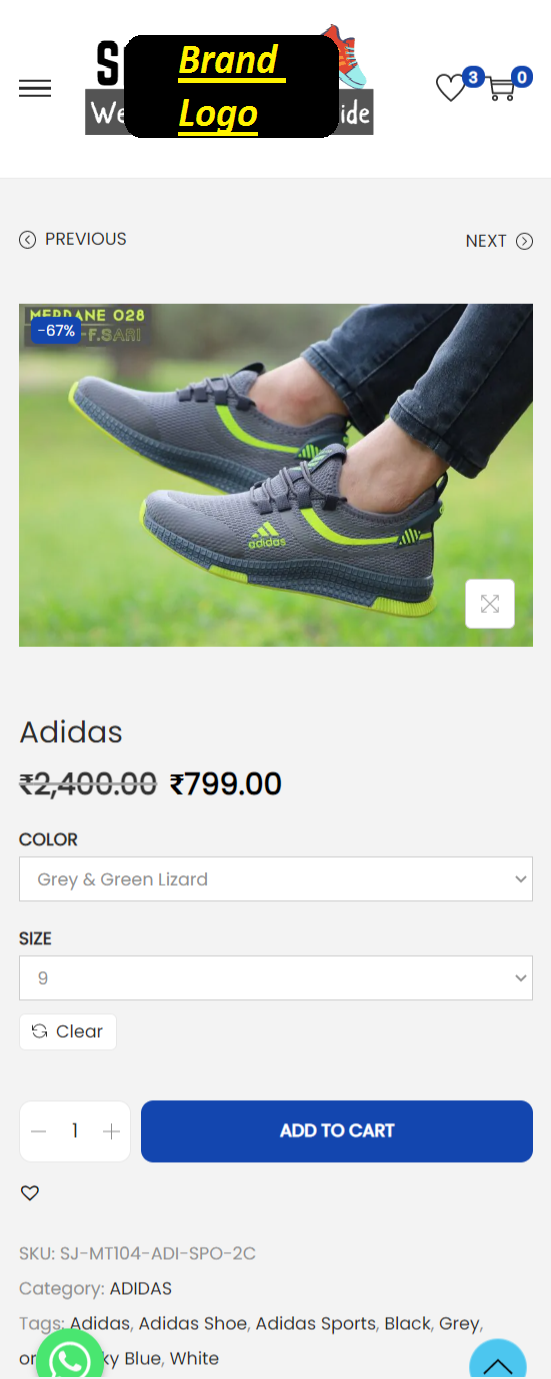 S
Brand
We
Logo
ide
3
0
PREVIOUS
NEXT
MERDANE 028
-67%
-F.SARI
adidas
Adidas
₹2,400.00 ₹799.00
COLOR
Grey & Green Lizard
SIZE
9
Clear
1
ADD TO CART
SKU: SJ-MT104-ADI-SPO-2C
Category: ADIDAS
Tags: Adidas, Adidas Shoe, Adidas Sports, Black, Grey,
ky Blue, White